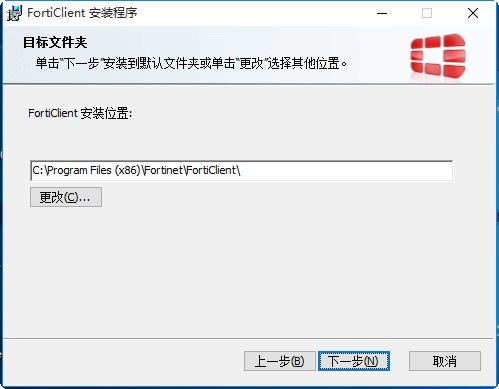 FortiClient 安装程序
目标文件夹
单击“下一步”安装到默认文件夹或单击“更改”选择其他位置。
FortiClient 安装位置:
C:\Program Files (x86)\Fortinet\FortiClient\
更改(C)...
上一步(B) 下一步(N) 取消